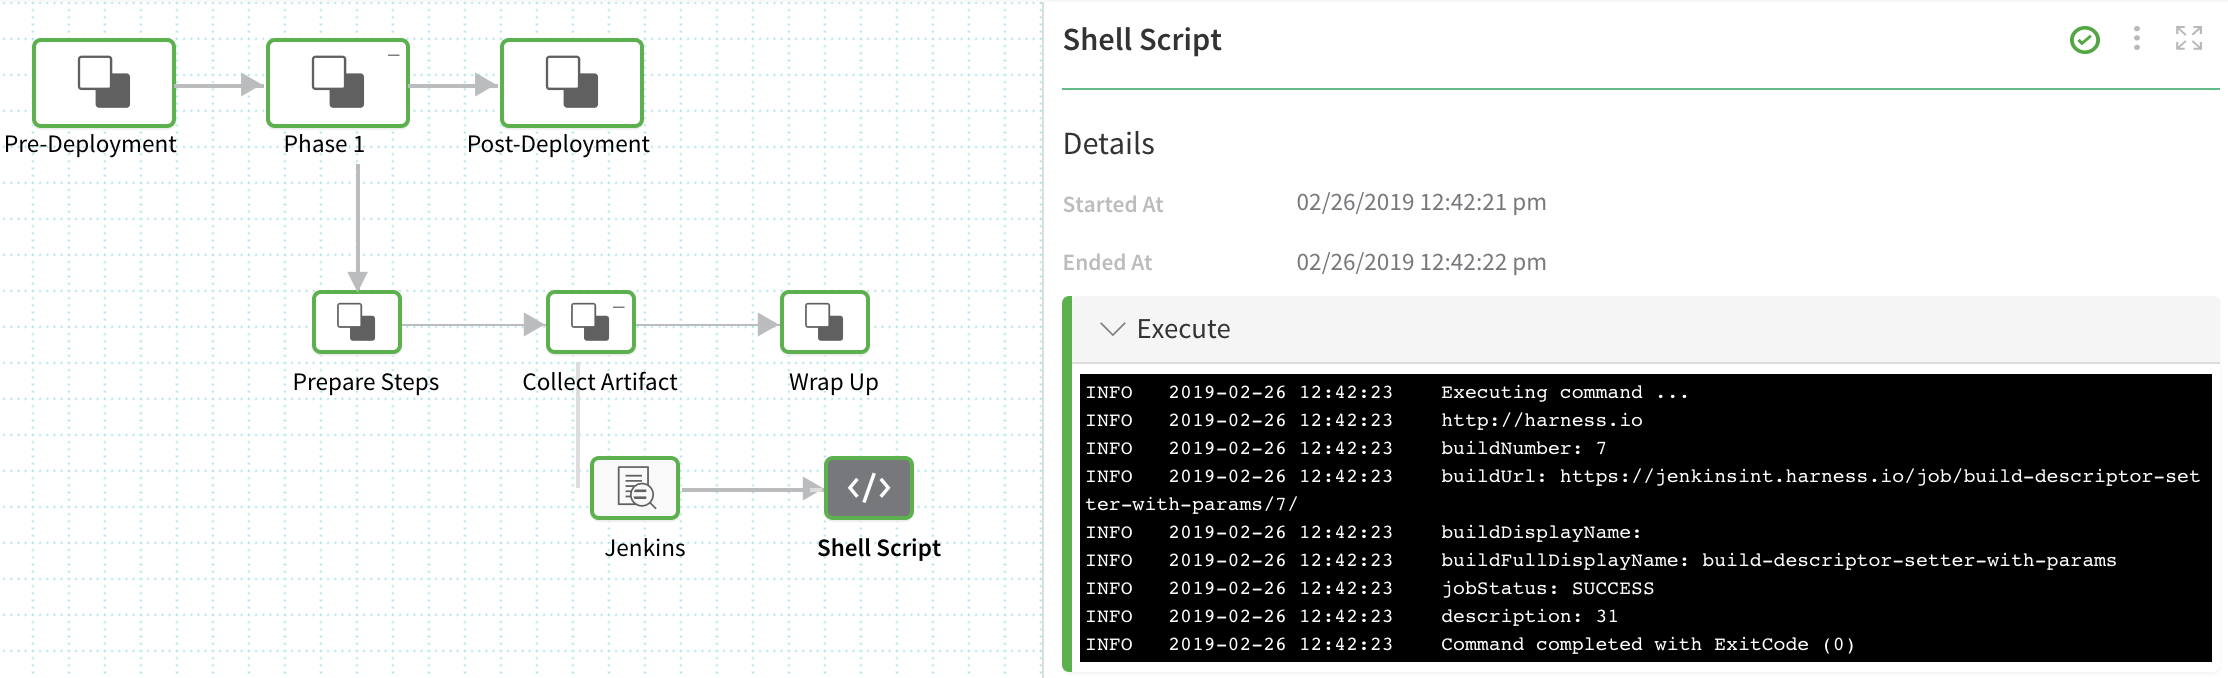 Pre-Deployment
Phase 1
Post-Deployment
Prepare Steps
Collect Artifact
Wrap Up
Jenkins
</>
Shell Script
Shell Script
Details
Started At 02/26/2019 12:42:21 pm
Ended At 02/26/2019 12:42:22 pm
Execute
INFO 2019-02-26 12:42:23 Executing command ...
INFO 2019-02-26 12:42:23 http://harness.io
INFO 2019-02-26 12:42:23 buildNumber: 7
INFO 2019-02-26 12:42:23 buildUrl: https://jenkinsint.harness.io/job/build-descriptor-set
ter-with-params/7/
INFO 2019-02-26 12:42:23 buildDisplayName:
INFO 2019-02-26 12:42:23 buildFullDisplayName: build-descriptor-setter-with-params
INFO 2019-02-26 12:42:23 jobStatus: SUCCESS
INFO 2019-02-26 12:42:23 description: 31
INFO 2019-02-26 12:42:23 Command completed with ExitCode (0)